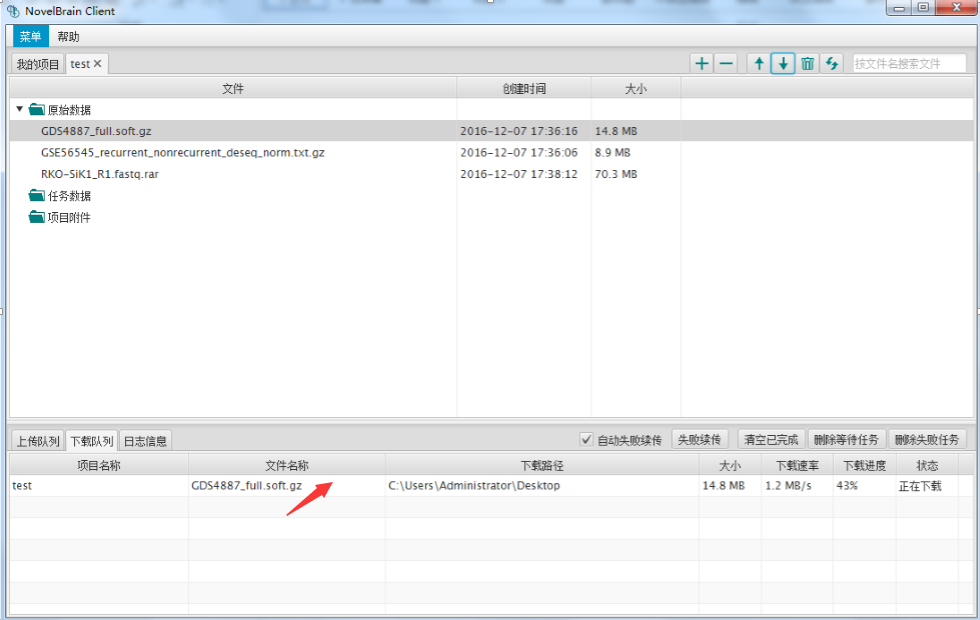 NovelBrain Client
菜单 帮助
我的项目 test 按文件名搜索文件
文件 创建时间 大小
原始数据
GDS4887_full.soft.gz 2016-12-07 17:36:16 14.8 MB
GSE56545_recurrent_nonrecurrent_deseq_norm.txt.gz 2016-12-07 17:36:06 8.9 MB
RKO-SiK1_R1.fastq.rar 2016-12-07 17:38:12 70.3 MB
任务数据
项目附件
上传队列 下载队列 日志信息 自动失败续传 失败续传 清空已完成 删除等待任务 删除失败任务
项目名称 文件名称 下载路径 大小 下载速率 下载进度 状态
test GDS4887_full.soft.gz C:\Users\Administrator\Desktop 14.8 MB 1.2 MB/s 43% 正在下载